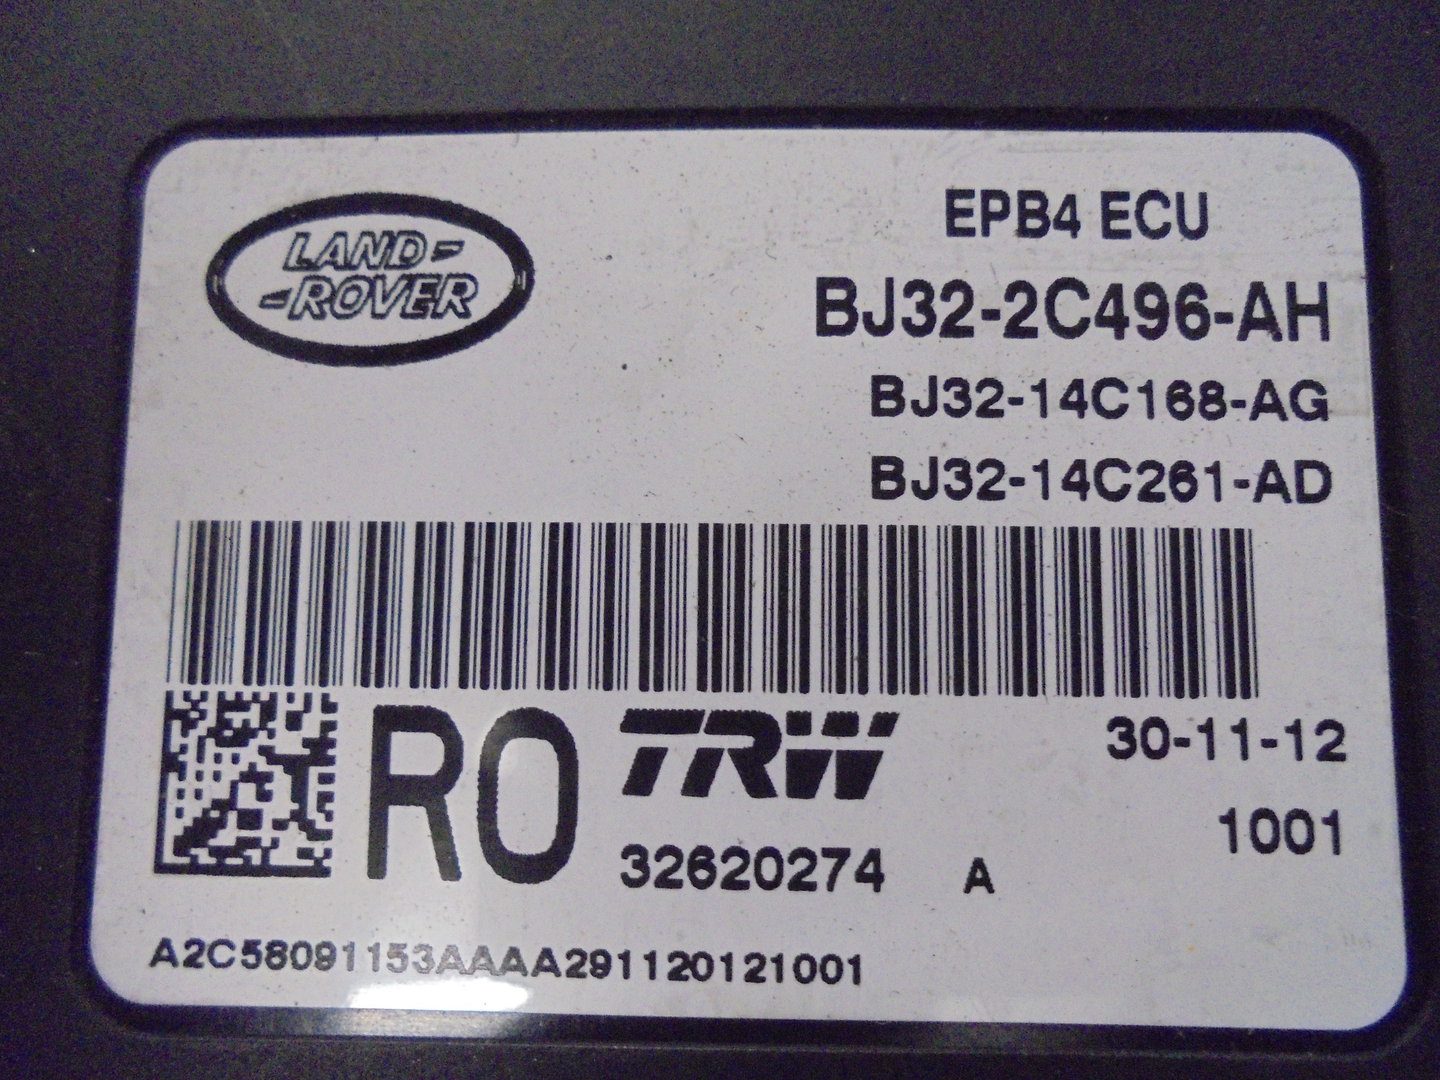 LAND-
-ROVER
EPB4 ECU
BJ32-2C496-AH
BJ32-14C168-AG
BJ32-14C261-AD
RO
TRW
30-11-12
1001
32620274 A
A2C58091153AAAA291120121001